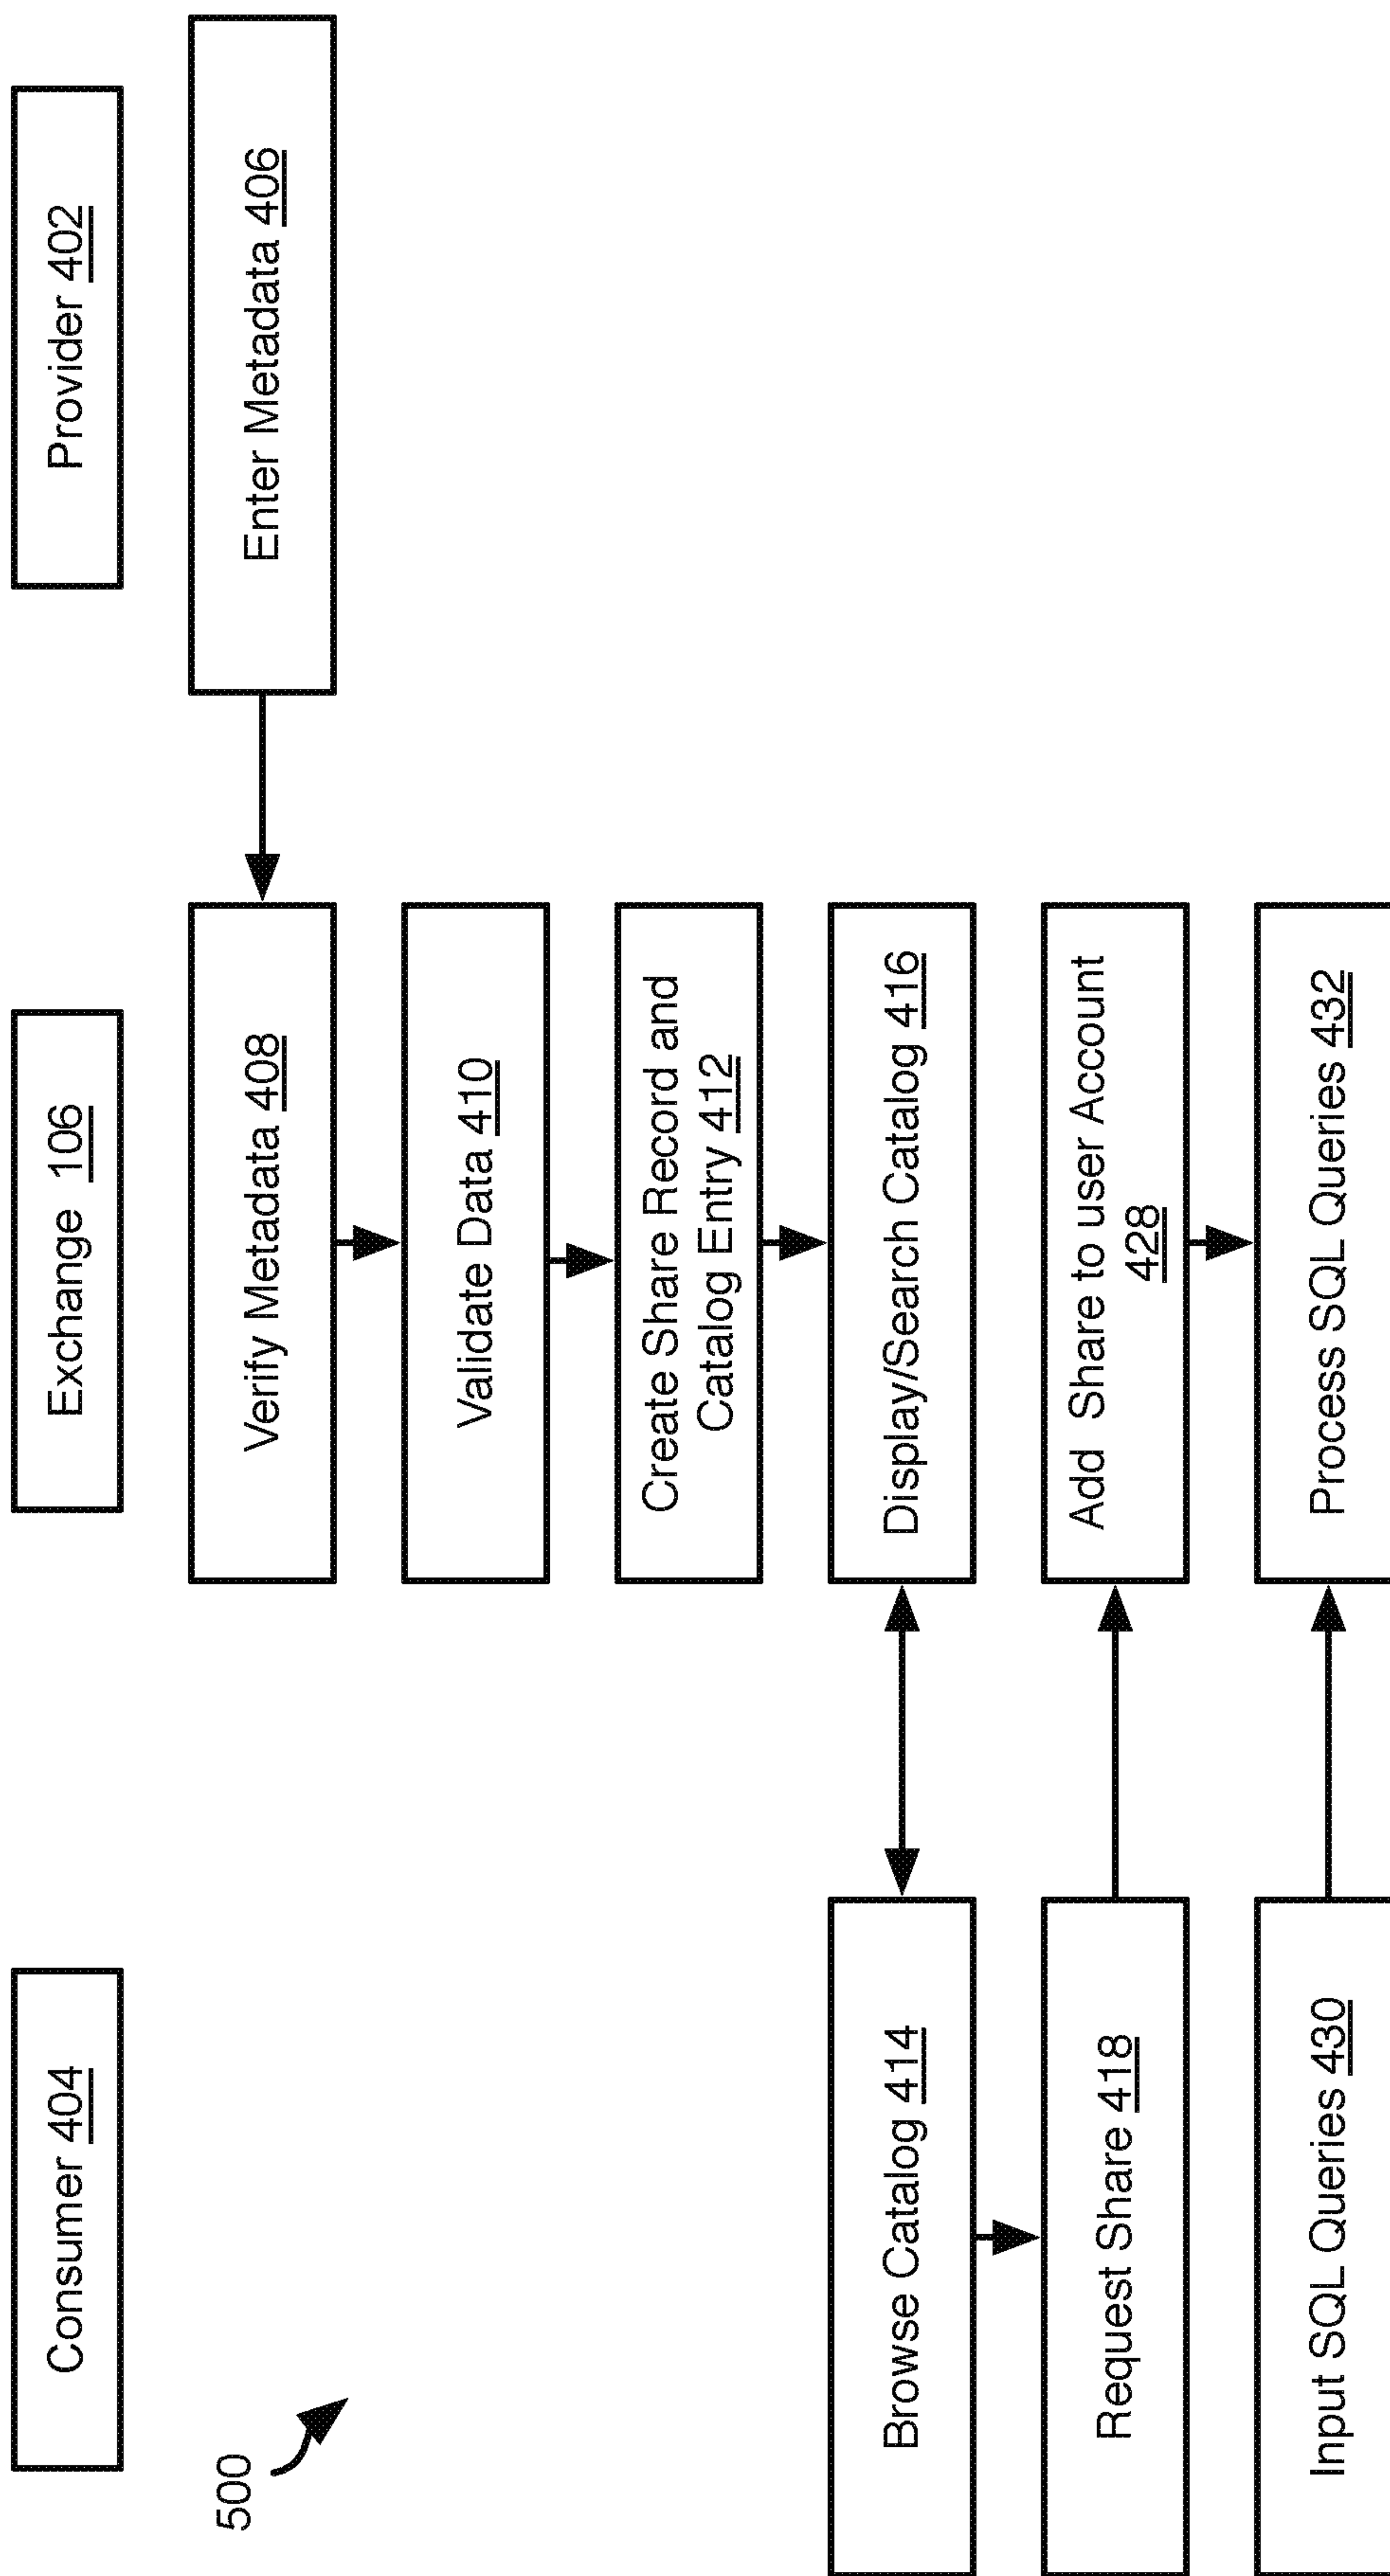 500
Consumer 404
Exchange 106
Provider 402
Enter Metadata 406
Verify Metadata 408
Validate Data 410
Create Share Record and
Catalog Entry 412
Browse Catalog 414
Display/Search Catalog 416
Request Share 418
Add Share to user Account
428
Input SQL Queries 430
Process SQL Queries 432